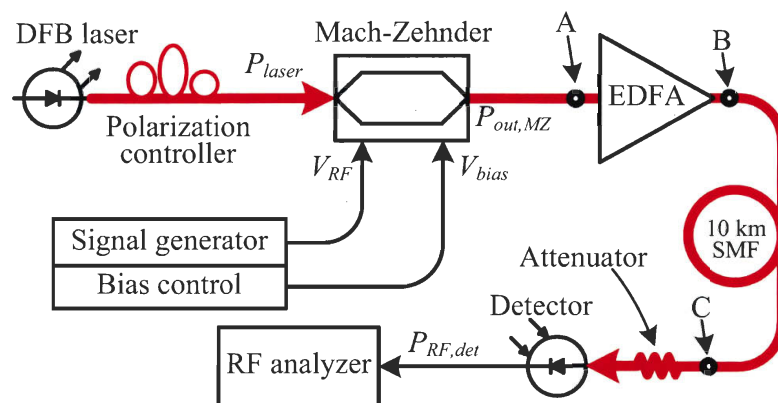 DFB laser
Mach-Zehnder
A
B
P_laser
EDFA
Polarization
controller
P_out,MZ
V_RF
V_bias
Signal generator
Bias control
10 km
SMF
Attenuator
Detector
C
P_RF,det
RF analyzer